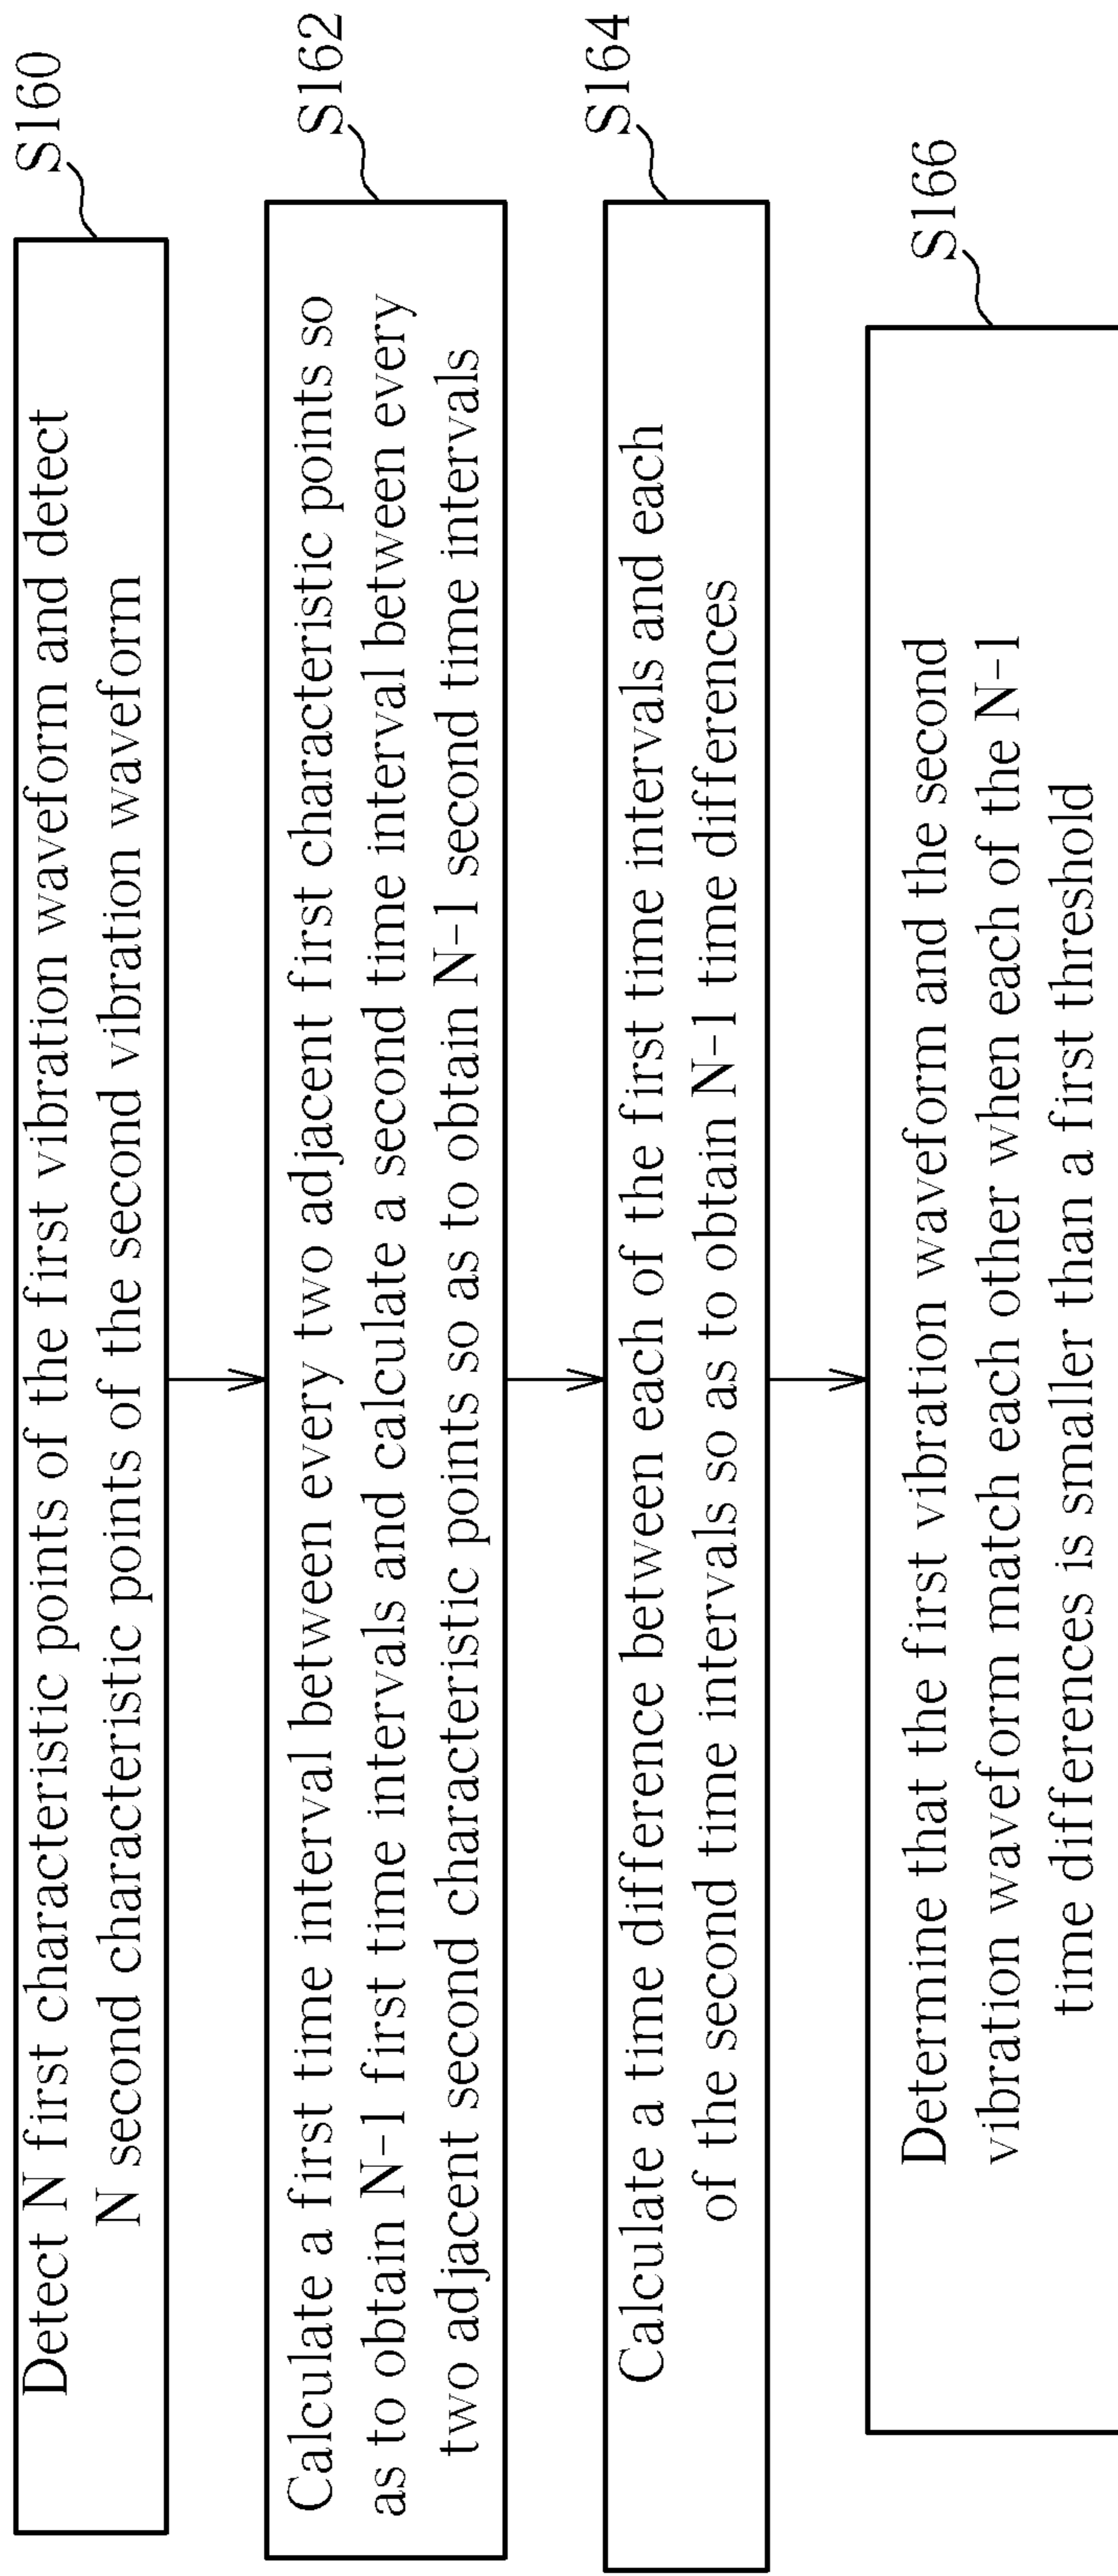 Detect N first characteristic points of the first vibration waveform and detect
N second characteristic points of the second vibration waveform
S160
Calculate a first time interval between every two adjacent first characteristic points so
as to obtain N-1 first time intervals and calculate a second time interval between every
two adjacent second characteristic points so as to obtain N-1 second time intervals
S162
Calculate a time difference between each of the first time intervals and each
of the second time intervals so as to obtain N-1 time differences
S164
Determine that the first vibration waveform and the second
vibration waveform match each other when each of the N-1
time differences is smaller than a first threshold
S166